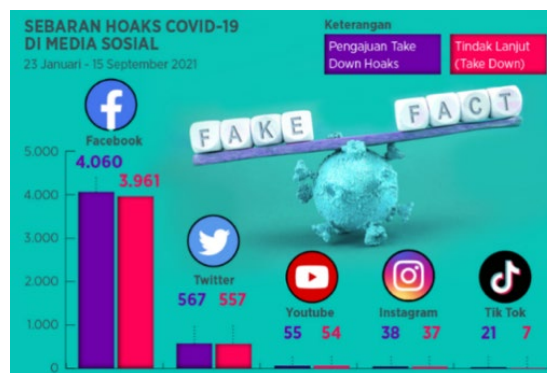 SEBARAN HOAKS COVID-19
DI MEDIA SOSIAL
23 Januari - 15 September 2021
Keterangan
Pengajuan Take
Down Hoaks
Tindak Lanjut
(Take Down)
FAKE
FACT
Facebook
5.000
4.060
3.961
4.000
3.000
2.000
1.000
0
Twitter
567 557
Youtube
55 54
Instagram
38 37
Tik Tok
21 7